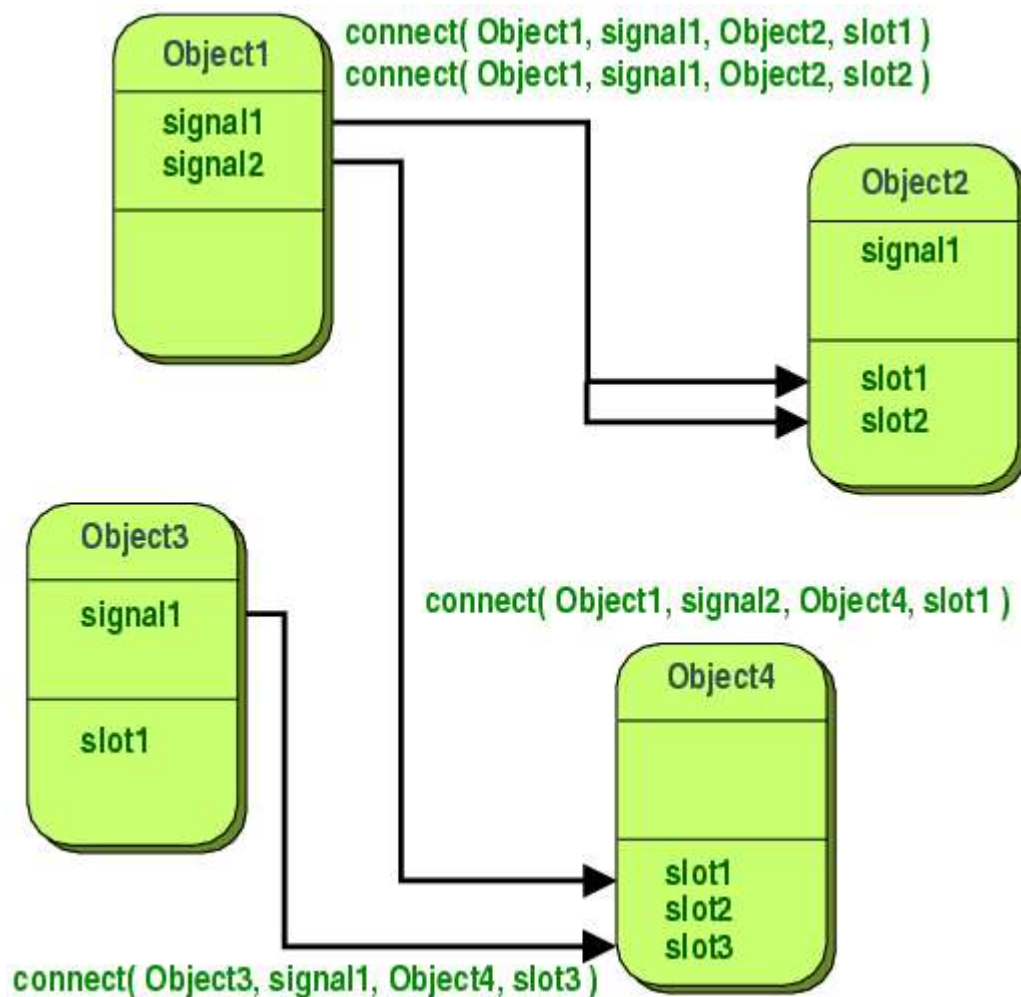 Object1
connect( Object1, signal1, Object2, slot1 )
connect( Object1, signal1, Object2, slot2 )
signal1
signal2
Object2
signal1
slot1
slot2
Object3
signal1
slot1
connect( Object1, signal2, Object4, slot1 )
Object4
slot1
slot2
slot3
connect( Object3, signal1, Object4, slot3 )